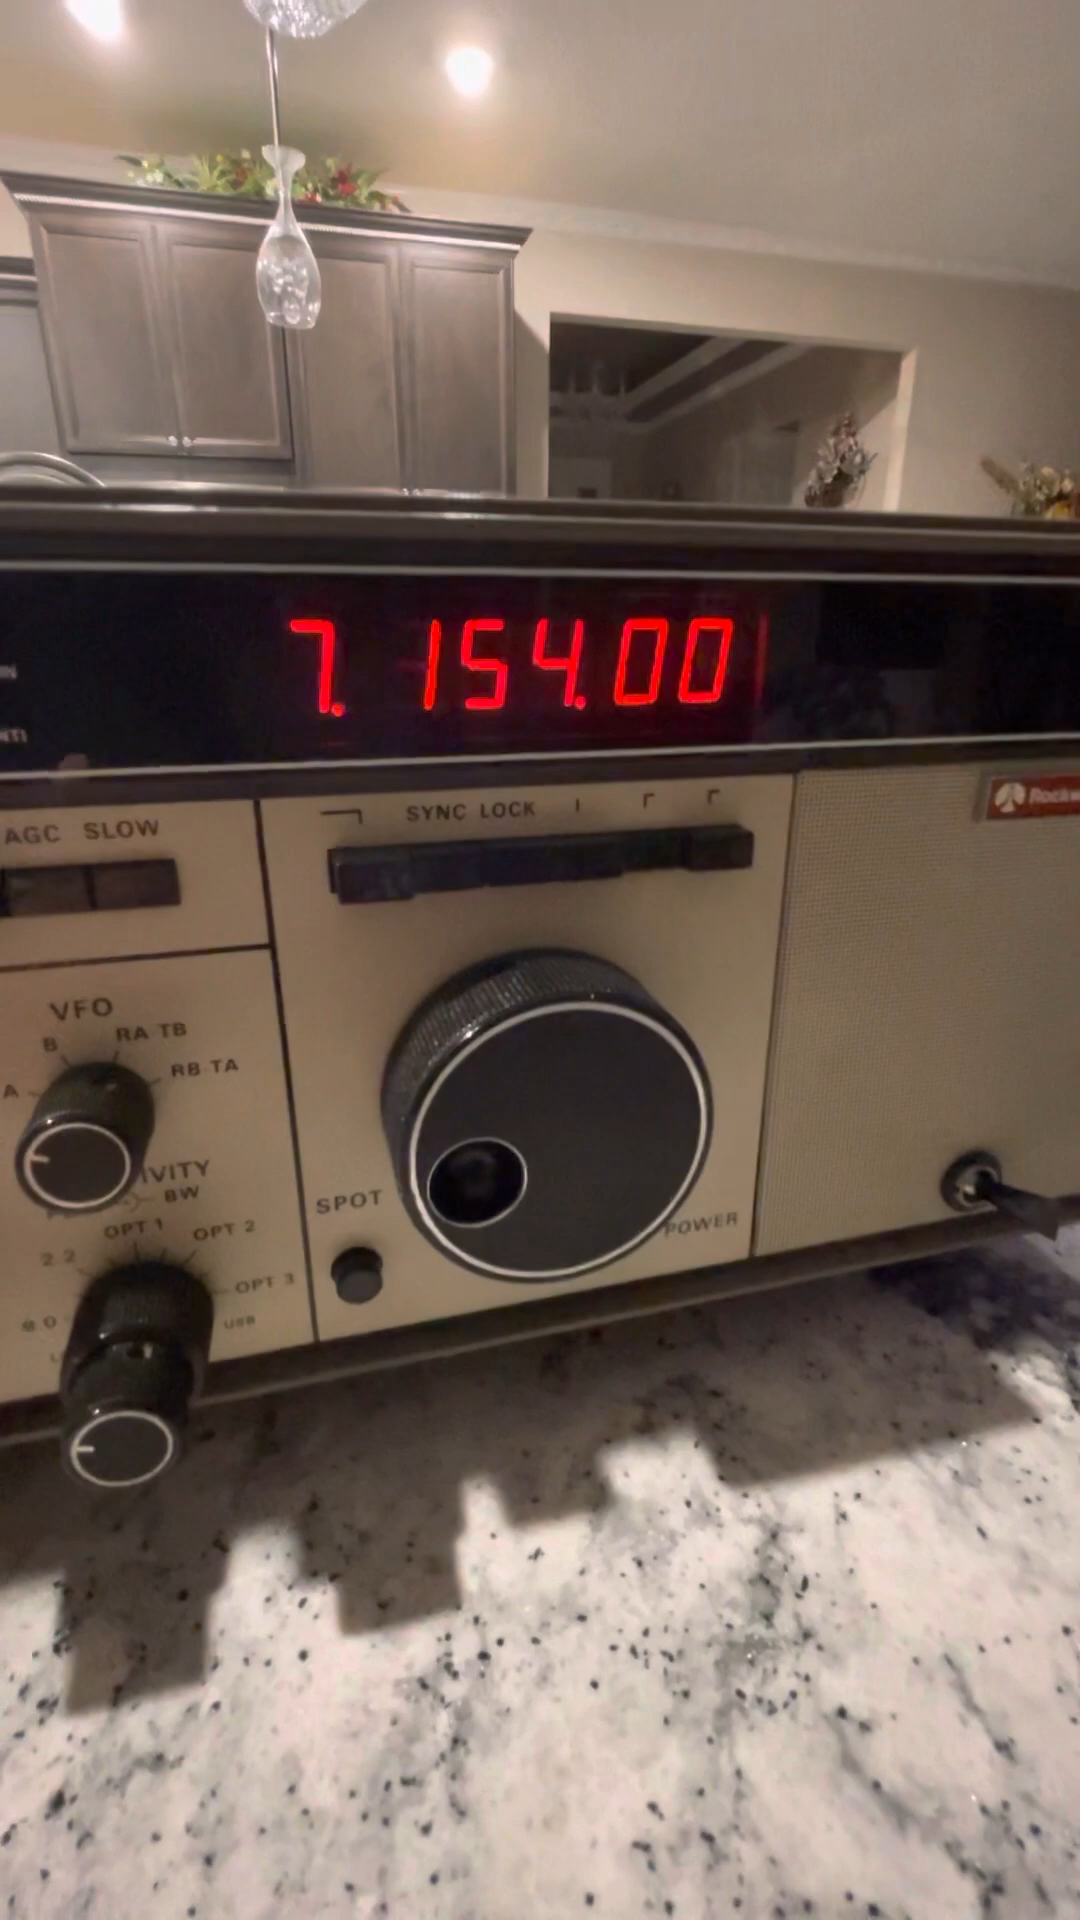 7.154.00
SYNC LOCK
AGC SLOW
VFO
B RA TB
A RB-TA
IVITY
BW
OPT 1 OPT 2
2 2
OPT 3
USB
SPOT
POWER